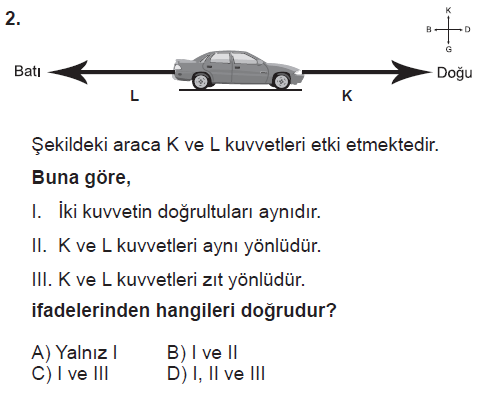 2.
K
B D
G
Batı Doğu
L K
Şekildeki araca K ve L kuvvetleri etki etmektedir.
Buna göre,
I. İki kuvvetin doğrultuları aynıdır.
II. K ve L kuvvetleri aynı yönlüdür.
III. K ve L kuvvetleri zıt yönlüdür.
ifadelerinden hangileri doğrudur?
A) Yalnız I B) I ve II
C) I ve III D) I, II ve III